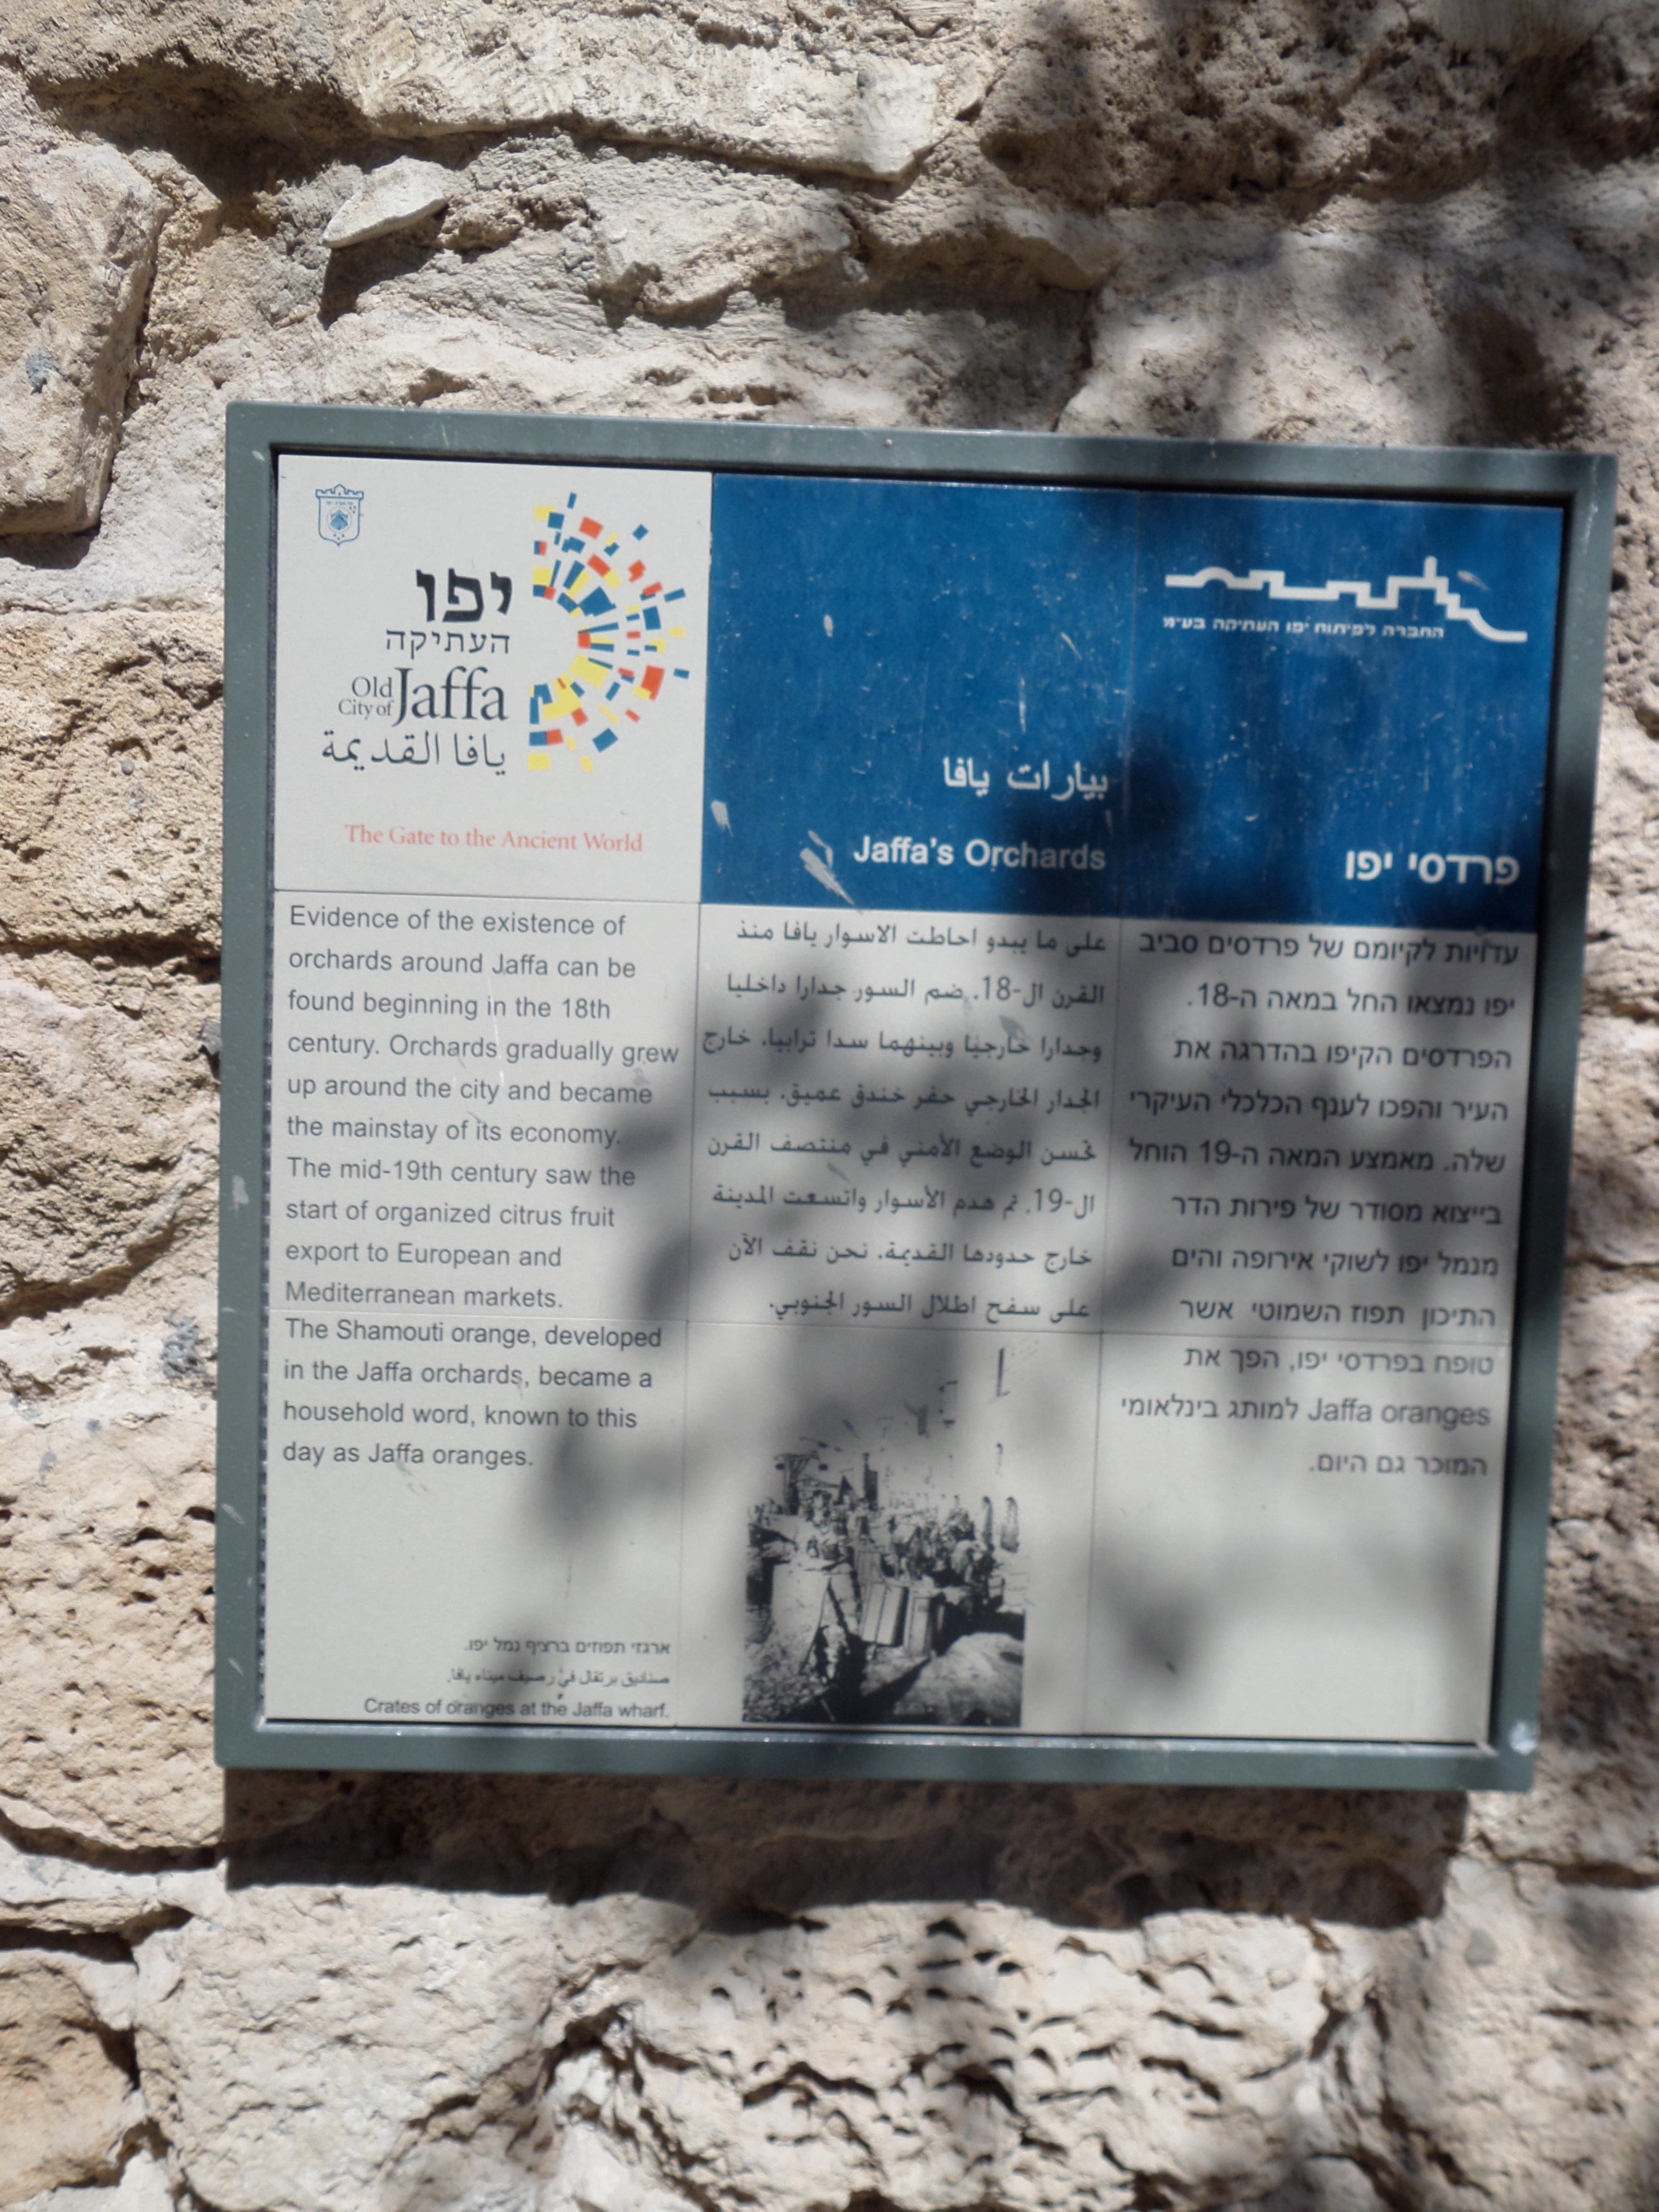 יפו
העתיקה
Old
City of Jaffa
يافا القديمة
The Gate to the Ancient World
החברה לפיתוח יפו העתיקה בע״מ
بيارات يافا
Jaffa's Orchards
פרדסי יפו
Evidence of the existence of
orchards around Jaffa can be
found beginning in the 18th
century. Orchards gradually grew
up around the city and became
the mainstay of its economy.
The mid-19th century saw the
start of organized citrus fruit
export to European and
Mediterranean markets.
The Shamouti orange, developed
in the Jaffa orchards, became a
household word, known to this
day as Jaffa oranges.
على ما يبدو احاطت الاسوار يافا منذ
القرن ال-18. ضم السور جدارا داخليا
وجدارا خارجيا وبينهما سدا ترابيا. خارج
الجدار الخارجي حفر خندق عميق. بسبب
تحسن الوضع الأمني في منتصف القرن
ال-19. تم هدم الأسوار واتسعت المدينة
خارج حدودها القديمة. نحن نقف الآن
على سفح اطلال السور الجنوبي.
עדויות לקיומם של פרדסים סביב
יפו נמצאו החל במאה ה-18.
הפרדסים הקיפו בהדרגה את
העיר והפכו לענף הכלכלי העיקרי
שלה. מאמצע המאה ה-19 הוחל
בייצוא מסודר של פירות הדר
מנמל יפו לשוקי אירופה והים
התיכון תפוז השמוטי אשר
טופח בפרדסי יפו, הפך את
Jaffa oranges למותג בינלאומי
המוכר גם היום.
ארגזי תפוזים ברציף נמל יפו.
صناديق برتقال في رصيف ميناء يافا.
Crates of oranges at the Jaffa wharf.